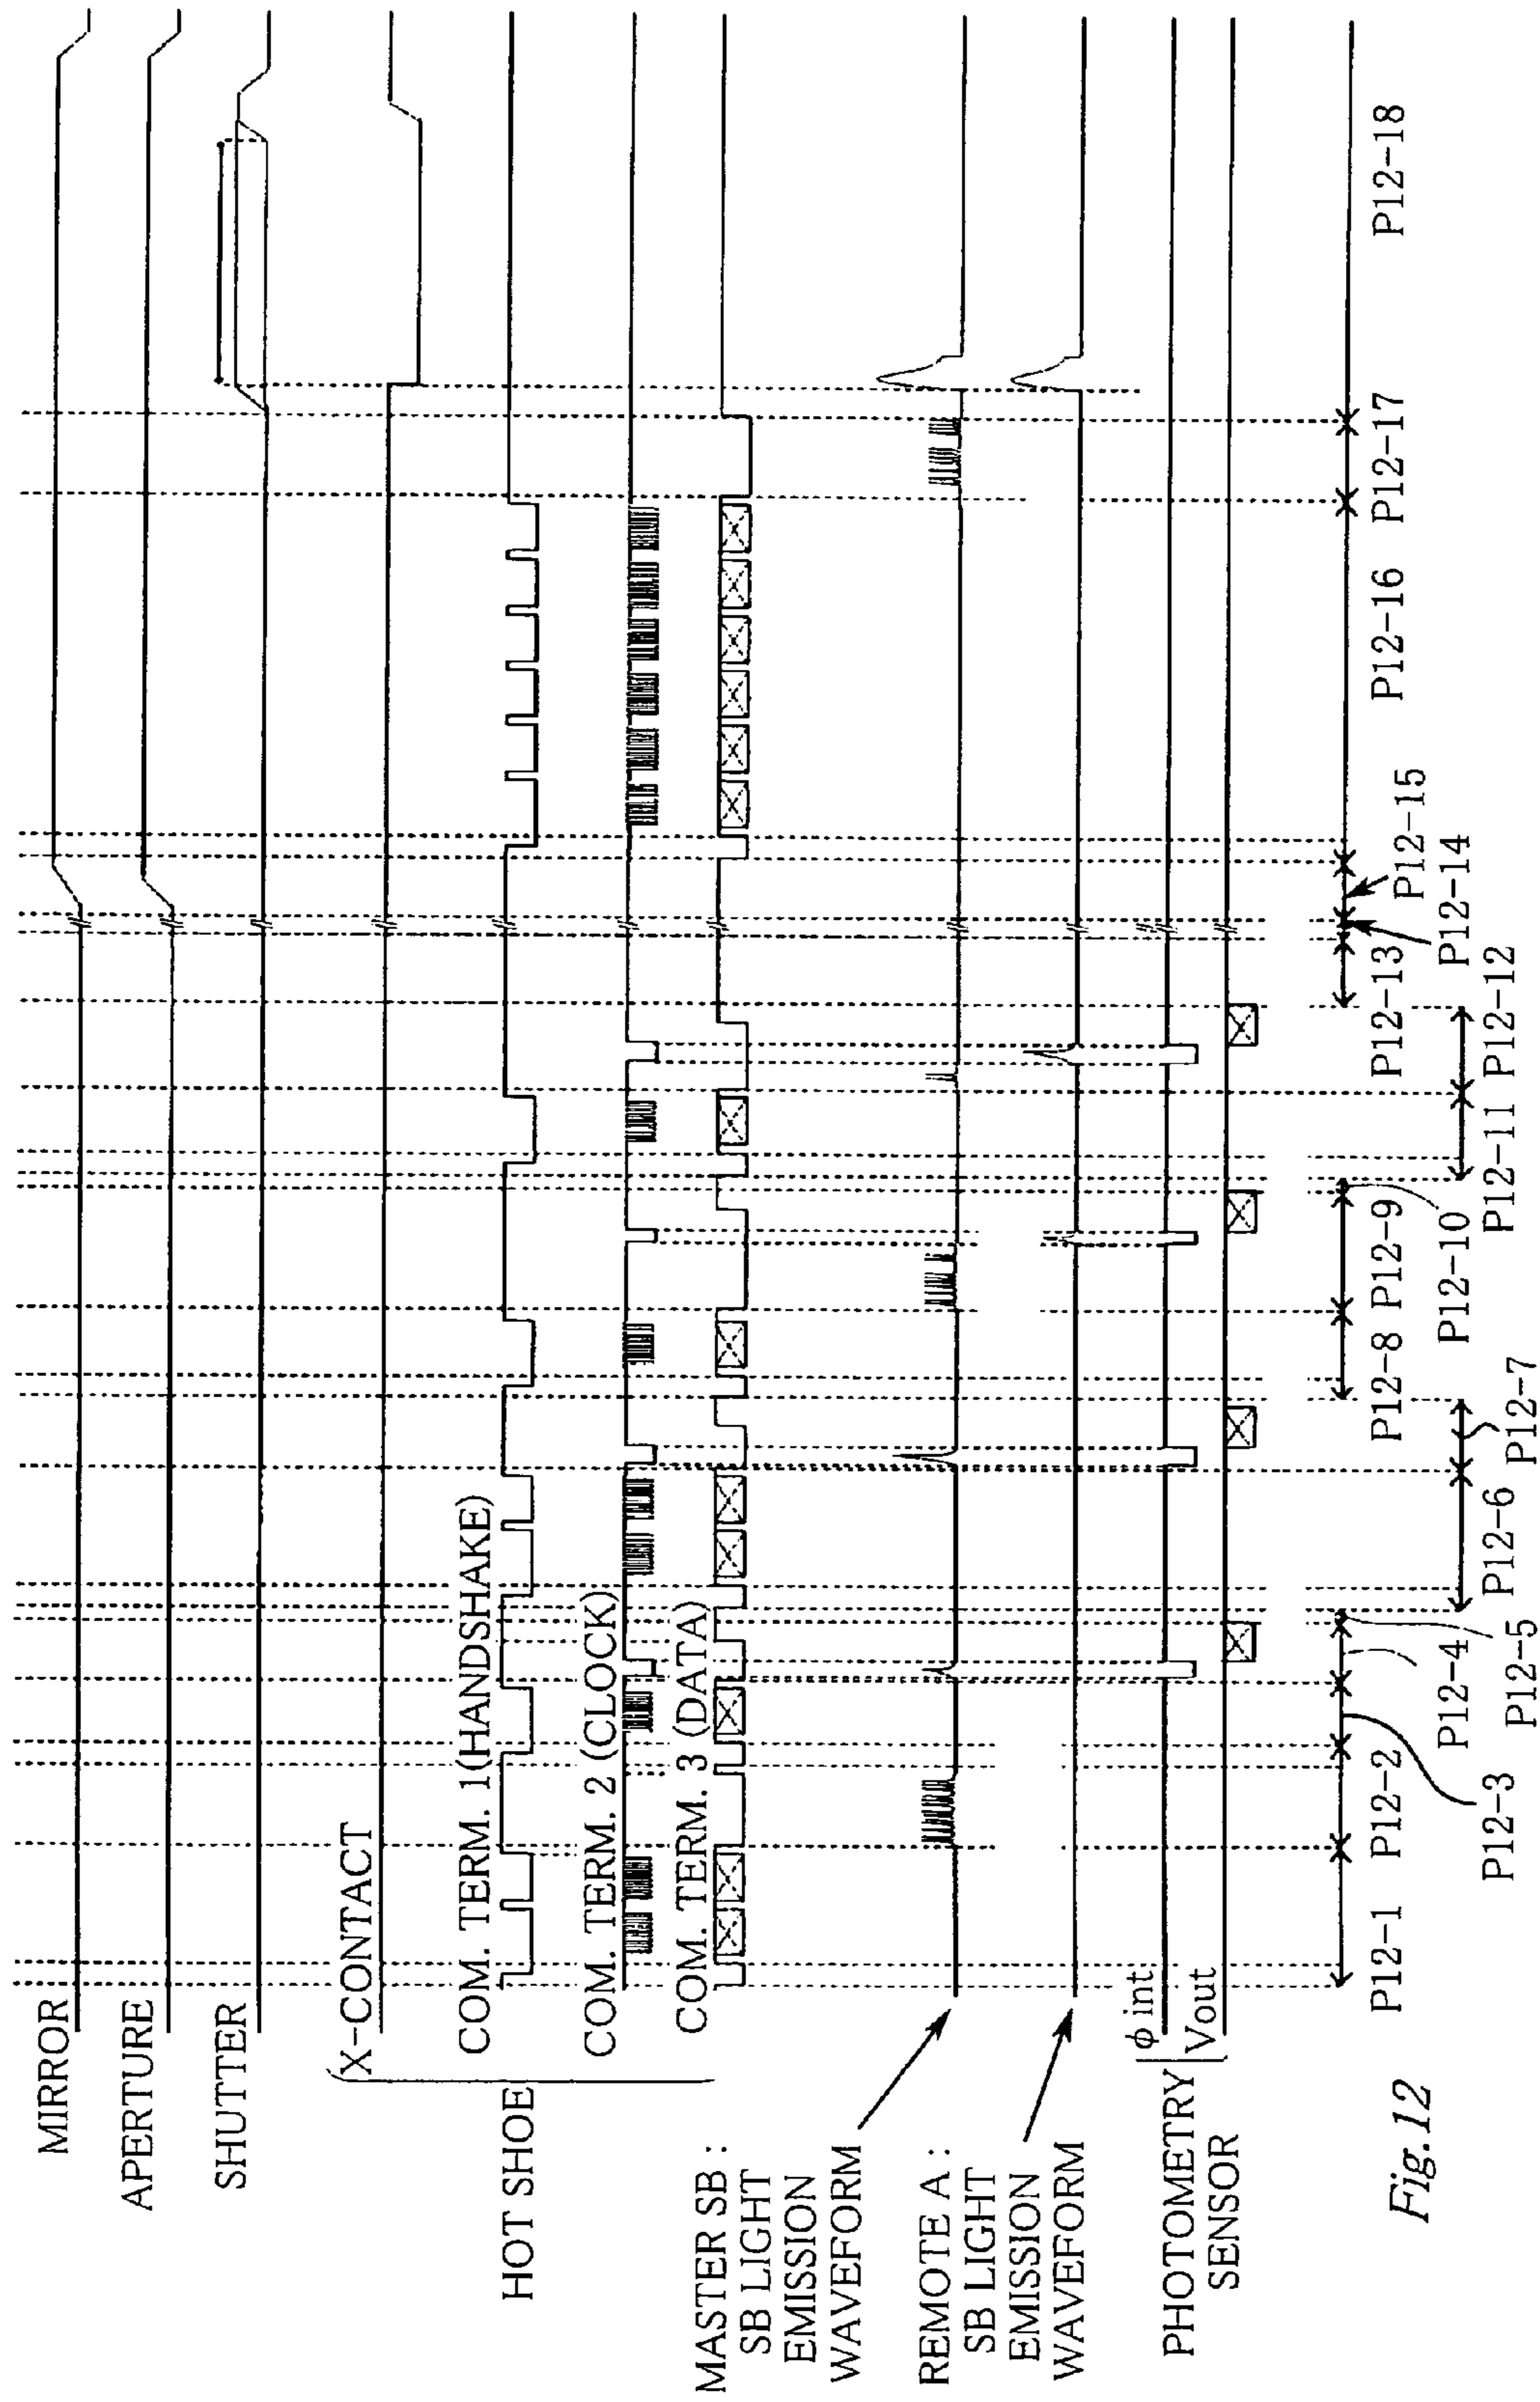 MIRROR
APERTURE
SHUTTER
HOT SHOE
X-CONTACT
COM. TERM. 1(HANDSHAKE)
COM. TERM. 2 (CLOCK)
COM. TERM. 3 (DATA)
MASTER SB :
SB LIGHT
EMISSION
WAVEFORM
REMOTE A :
SB LIGHT
EMISSION
WAVEFORM
PHOTOMETRY
SENSOR
ϕ int
Vout
P12-1
P12-2
P12-3
P12-4
P12-5
P12-6
P12-7
P12-8
P12-9
P12-10
P12-11
P12-12
P12-13
P12-14
P12-15
P12-16
P12-17
P12-18
Fig.12